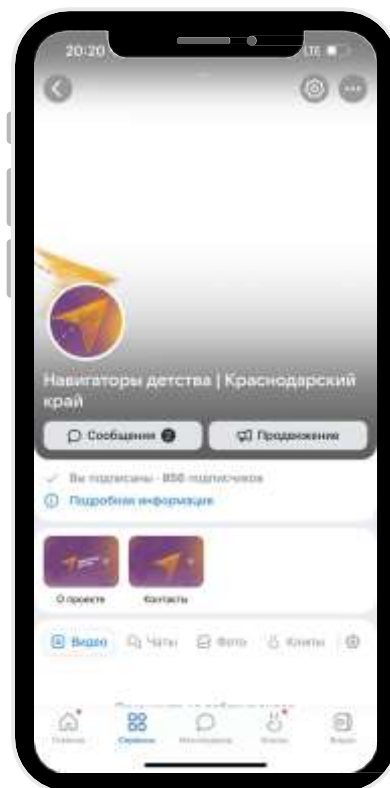 20:20 LTE
Навигаторы детства | Краснодарский
край
Сообщения 2 Продвижение
Вы подписаны · 856 подписчиков
Подробная информация
О проекте Контакты
Видео Чаты Фото Клипы
Главная Сервисы Мессенджер Клипы Видео